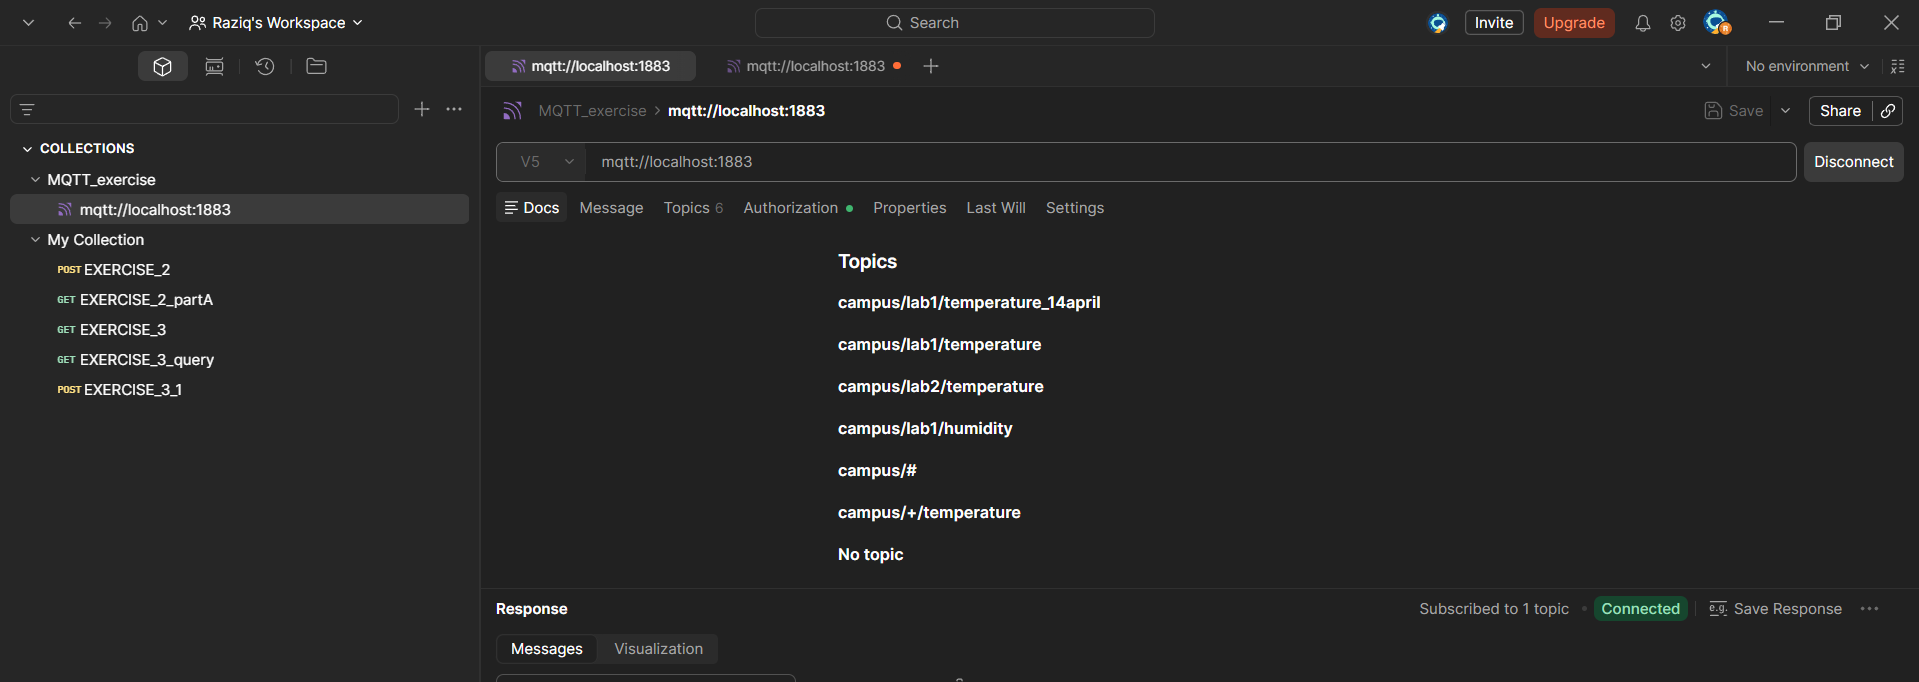 Raziq's Workspace
Search
Invite
Upgrade
mqtt://localhost:1883
mqtt://localhost:1883
No environment
COLLECTIONS
MQTT_exercise
mqtt://localhost:1883
My Collection
POST EXERCISE_2
GET EXERCISE_2_partA
GET EXERCISE_3
GET EXERCISE_3_query
POST EXERCISE_3_1
MQTT_exercise > mqtt://localhost:1883
Save
Share
V5
mqtt://localhost:1883
Disconnect
Docs
Message
Topics 6
Authorization
Properties
Last Will
Settings
Topics
campus/lab1/temperature_14april
campus/lab1/temperature
campus/lab2/temperature
campus/lab1/humidity
campus/#
campus/+/temperature
No topic
Response
Subscribed to 1 topic
Connected
e.g. Save Response
Messages
Visualization